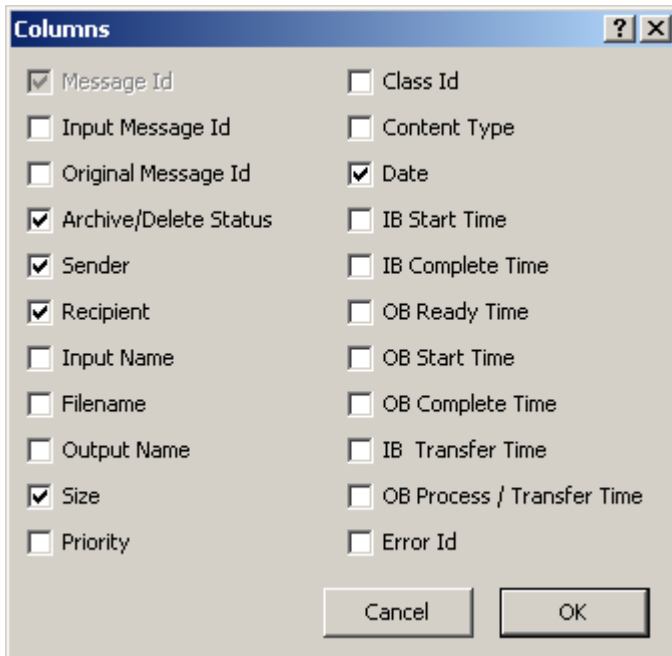 Columns
Message Id
Input Message Id
Original Message Id
Archive/Delete Status
Sender
Recipient
Input Name
Filename
Output Name
Size
Priority
Class Id
Content Type
Date
IB Start Time
IB Complete Time
OB Ready Time
OB Start Time
OB Complete Time
IB  Transfer Time
OB Process / Transfer Time
Error Id
Cancel
OK